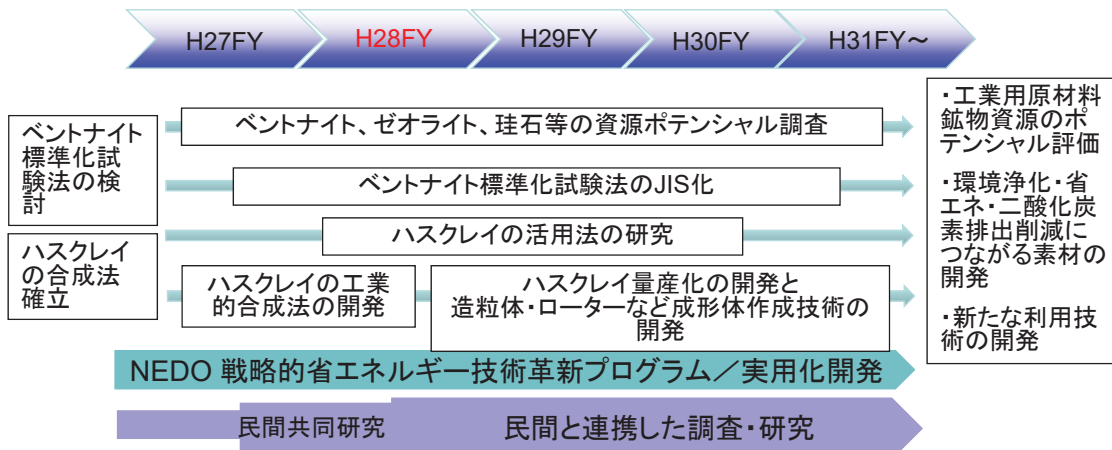 H27FY
H28FY
H29FY
H30FY
H31FY～
ベントナイト
標準化試
験法の検
討
ハスクレイ
の合成法
確立
ベントナイト、ゼオライト、珪石等の資源ポテンシャル調査
ベントナイト標準化試験法のJIS化
ハスクレイの活用法の研究
ハスクレイの工業
的合成法の開発
ハスクレイ量産化の開発と
造粒体・ローターなど成形体作成技術の
開発
・工業用原材料
鉱物資源のポ
テンシャル評価
・環境浄化・省
エネ・二酸化炭
素排出削減に
つながる素材の
開発
・新たな利用技
術の開発
NEDO 戦略的省エネルギー技術革新プログラム／実用化開発
民間共同研究
民間と連携した調査・研究